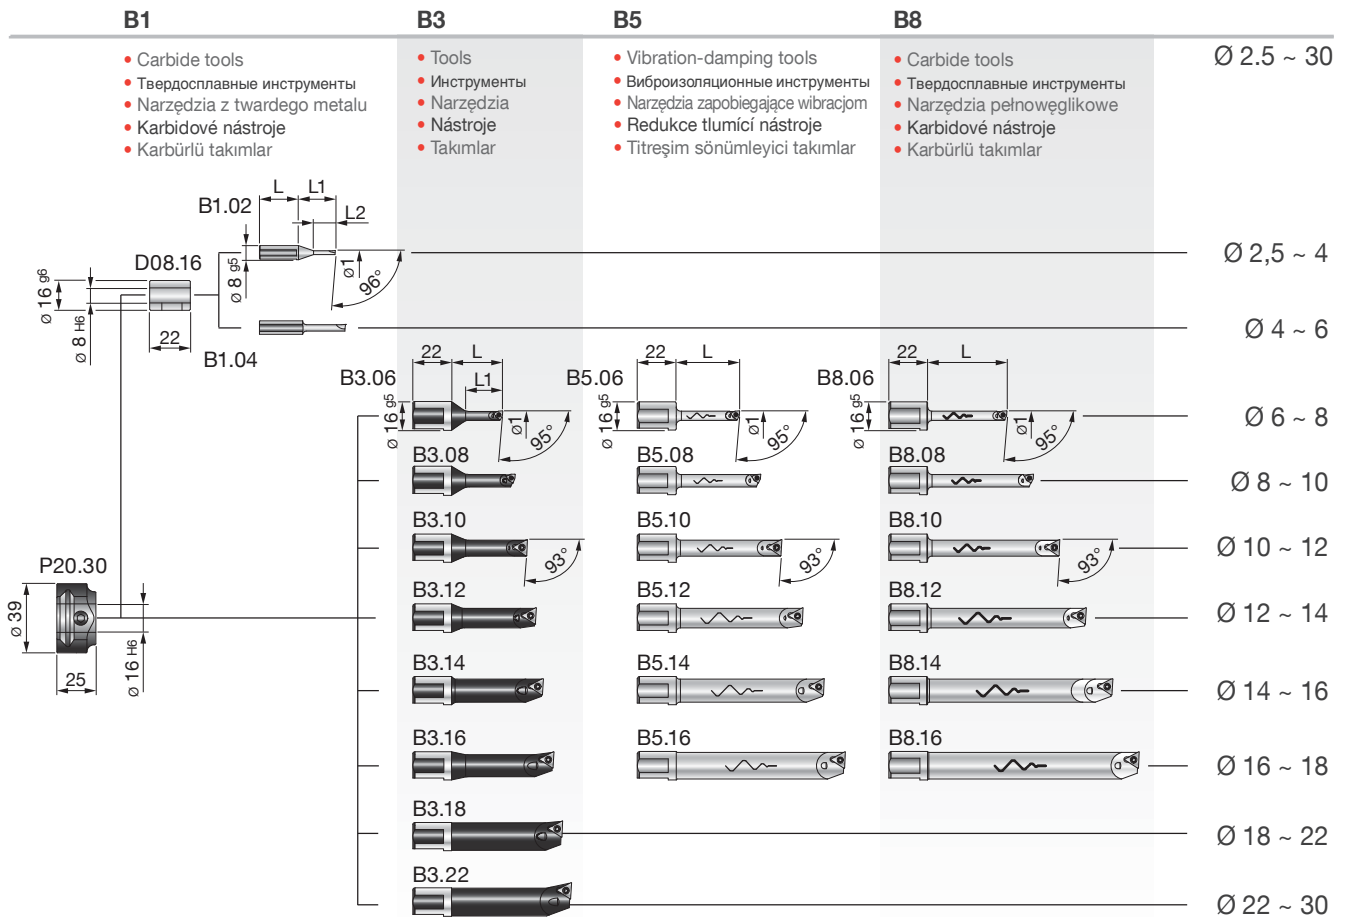 B1 B3 B5 B8
• Carbide tools
• Твердосплавные инструменты
• Narzędzia z twardego metalu
• Karbidové nástroje
• Karbürlü takımlar
• Tools
• Инструменты
• Narzędzia
• Nástroje
• Takımlar
• Vibration-damping tools
• Виброизоляционные инструменты
• Narzędzia zapobiegające wibracjom
• Redukce tlumící nástroje
• Titreşim sönümleyici takımlar
• Carbide tools
• Твердосплавные инструменты
• Narzędzia pełnowęglikowe
• Karbidové nástroje
• Karbürlü takımlar
Ø 2.5 ~ 30
L L1
B1.02 L2
D08.16
Ø 16 g6
Ø 8 H6
22
Ø 8 g5
Ø1
96°
Ø 2,5 ~ 4
B1.04
Ø 4 ~ 6
22 L
L1
B3.06
Ø 16 g5
Ø1
95°
22 L
B5.06
Ø 16 g5
Ø1
95°
22 L
B8.06
Ø 16 g5
Ø1
95°
Ø 6 ~ 8
B3.08 B5.08 B8.08
Ø 8 ~ 10
B3.10 B5.10 B8.10
93° 93°
Ø 10 ~ 12
P20.30
Ø 39
25
Ø 16 H6
B3.12 B5.12 B8.12
Ø 12 ~ 14
B3.14 B5.14 B8.14
Ø 14 ~ 16
B3.16 B5.16 B8.16
Ø 16 ~ 18
B3.18
Ø 18 ~ 22
B3.22
Ø 22 ~ 30